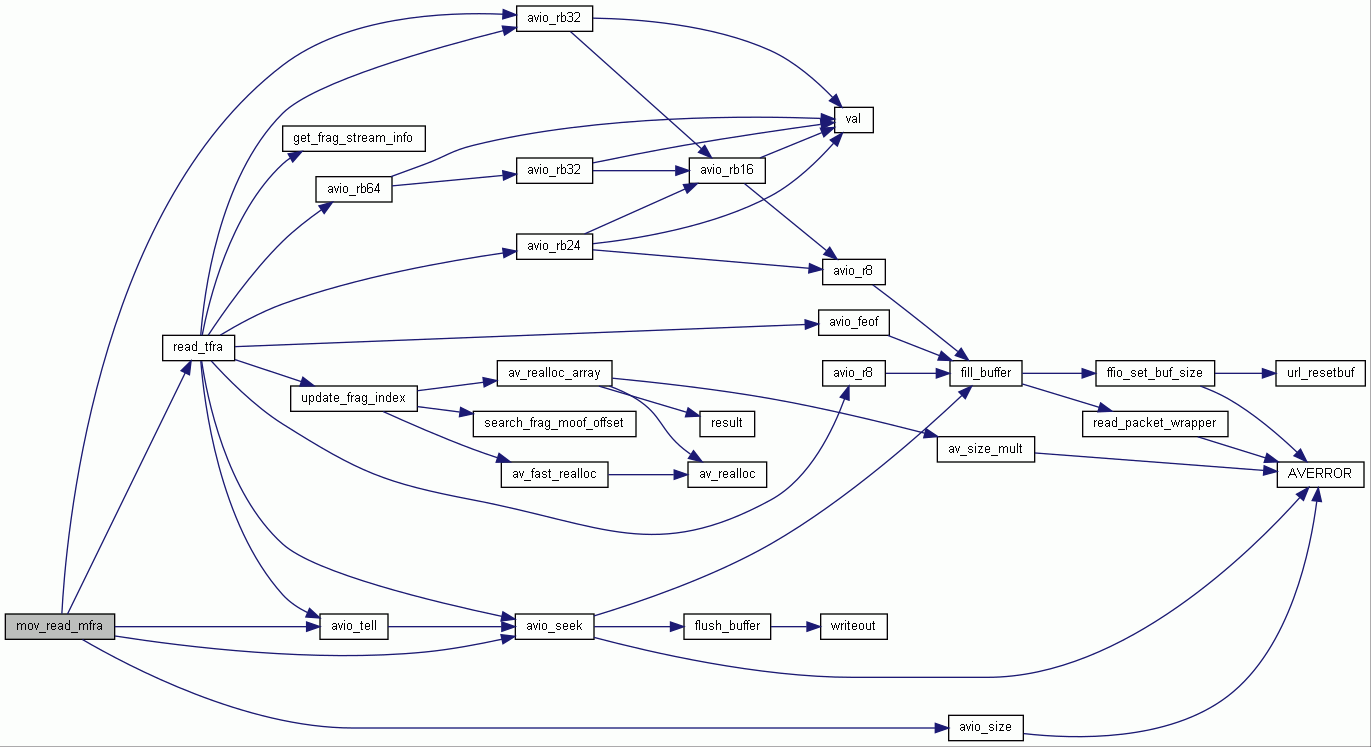 avio_rb32
val
get_frag_stream_info
avio_rb32
avio_rb16
avio_rb64
avio_rb24
avio_r8
avio_feof
read_tfra
av_realloc_array
avio_r8
fill_buffer
ffio_set_buf_size
url_resetbuf
update_frag_index
search_frag_moof_offset
result
read_packet_wrapper
av_size_mult
av_fast_realloc
av_realloc
AVERROR
mov_read_mfra
avio_tell
avio_seek
flush_buffer
writeout
avio_size